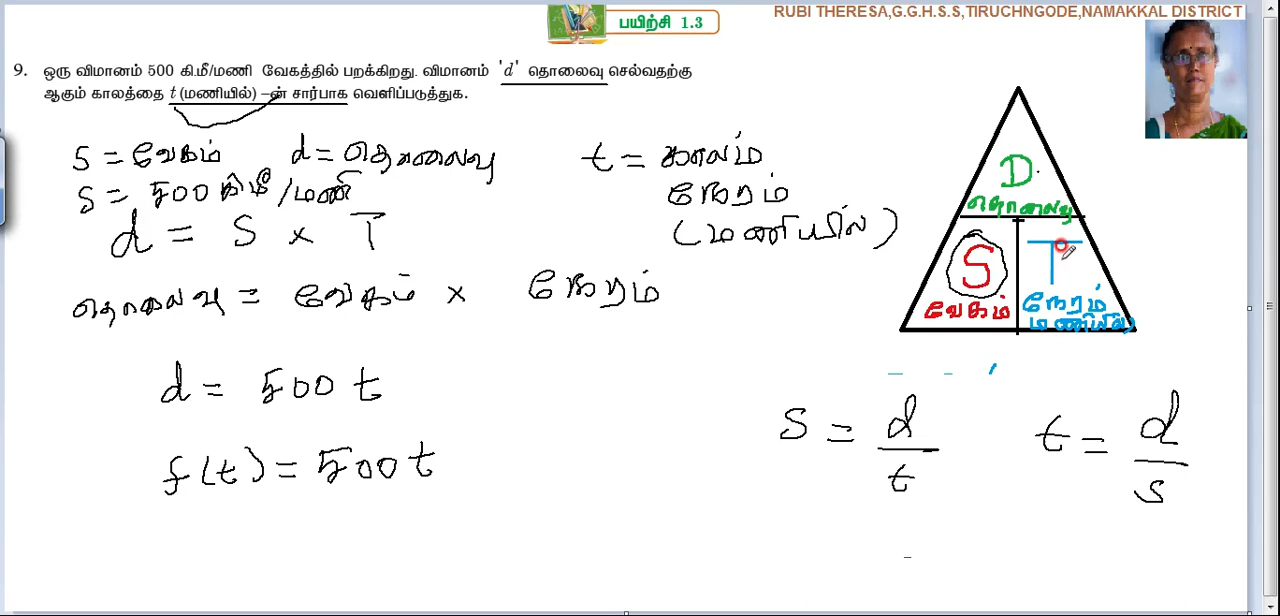 RUBI THERESA,G.G.H.S.S,TIRUCHNGODE,NAMAKKAL DISTRICT
பயிற்சி 1.3
9. ஒரு விமானம் 500 கி.மீ/மணி வேகத்தில் பறக்கிறது. விமானம் 'd' தொலைவு செல்வதற்கு
ஆகும் காலத்தை t (மணியில்) –ன் சார்பாக வெளிப்படுத்துக.
S = வேகம் d = தொலைவு t = காலம்
S = 500 கிமீ/மணி நேரம்
d = S × T (மணியில்)
தொலைவு = வேகம் × நேரம்
d = 500 t
f(t) = 500 t
D
தொலைவு
S T
வேகம் நேரம்
மணியில்
S = d/t t = d/s